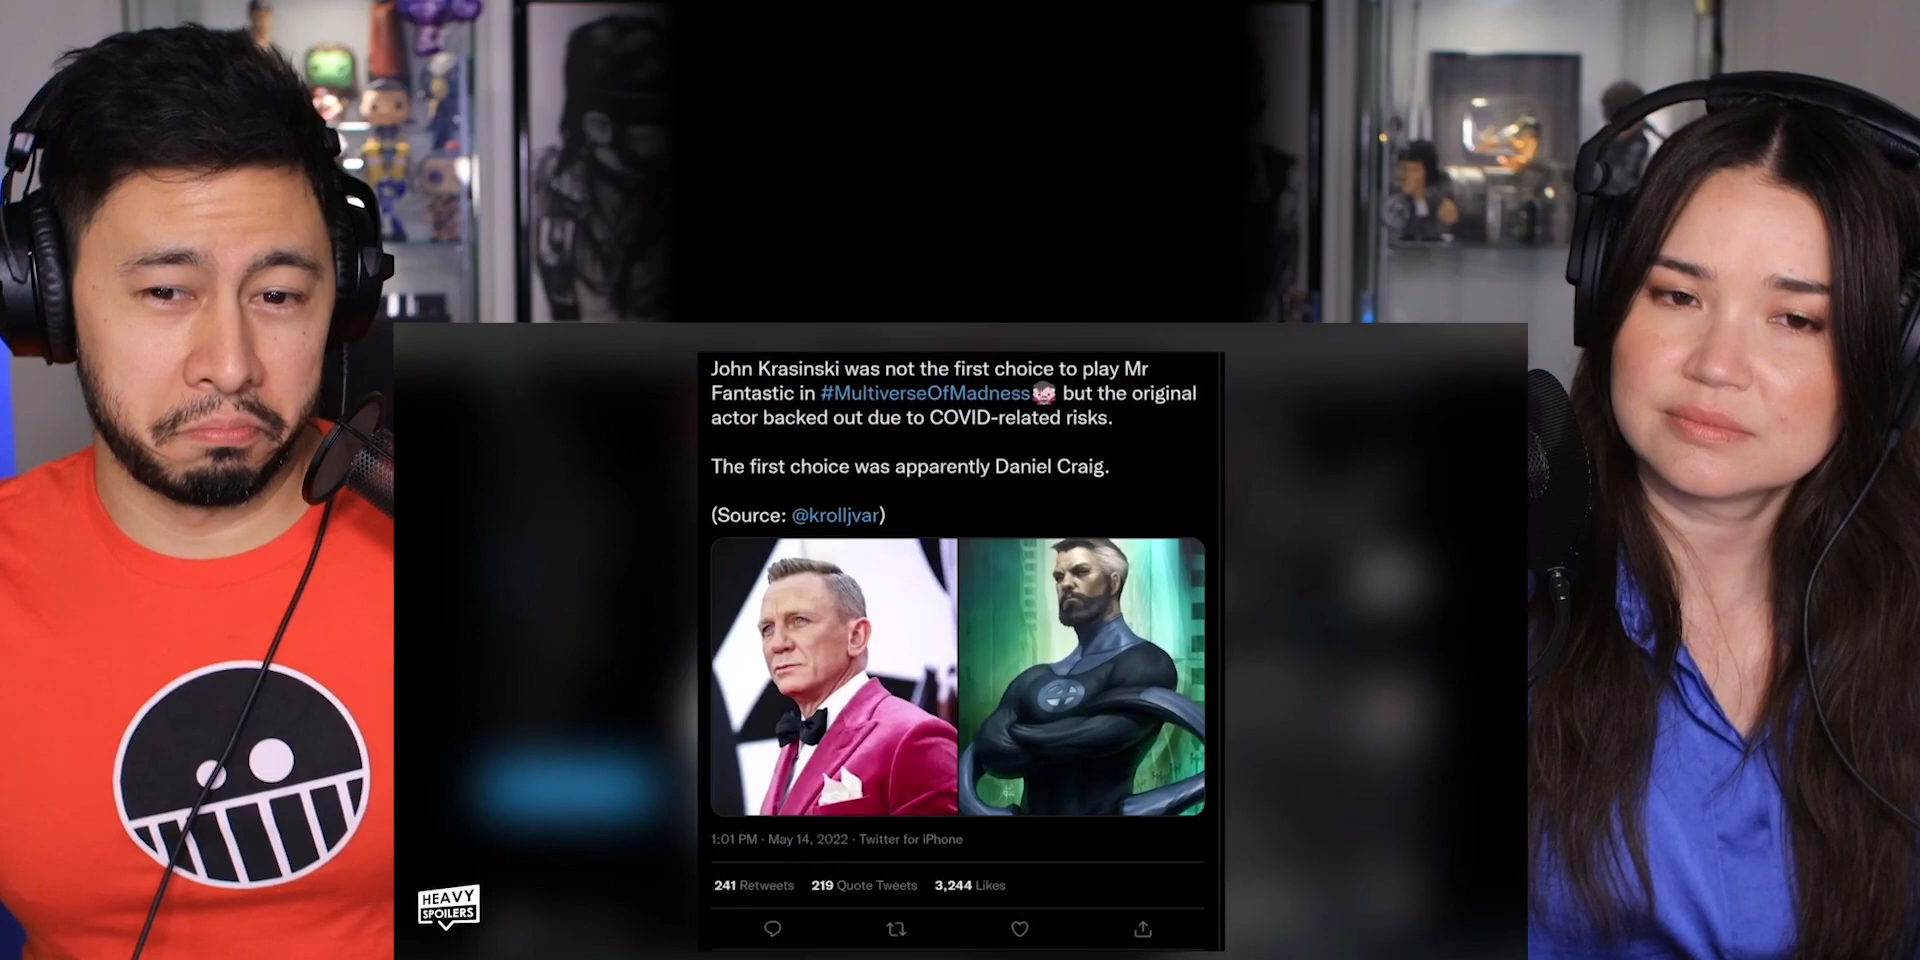 John Krasinski was not the first choice to play Mr
Fantastic in #MultiverseOfMadness but the original
actor backed out due to COVID-related risks.
The first choice was apparently Daniel Craig.
(Source: @krolljvar)
1:01 PM · May 14, 2022 · Twitter for iPhone
241 Retweets 219 Quote Tweets 3,244 Likes
HEAVY
SPOILERS